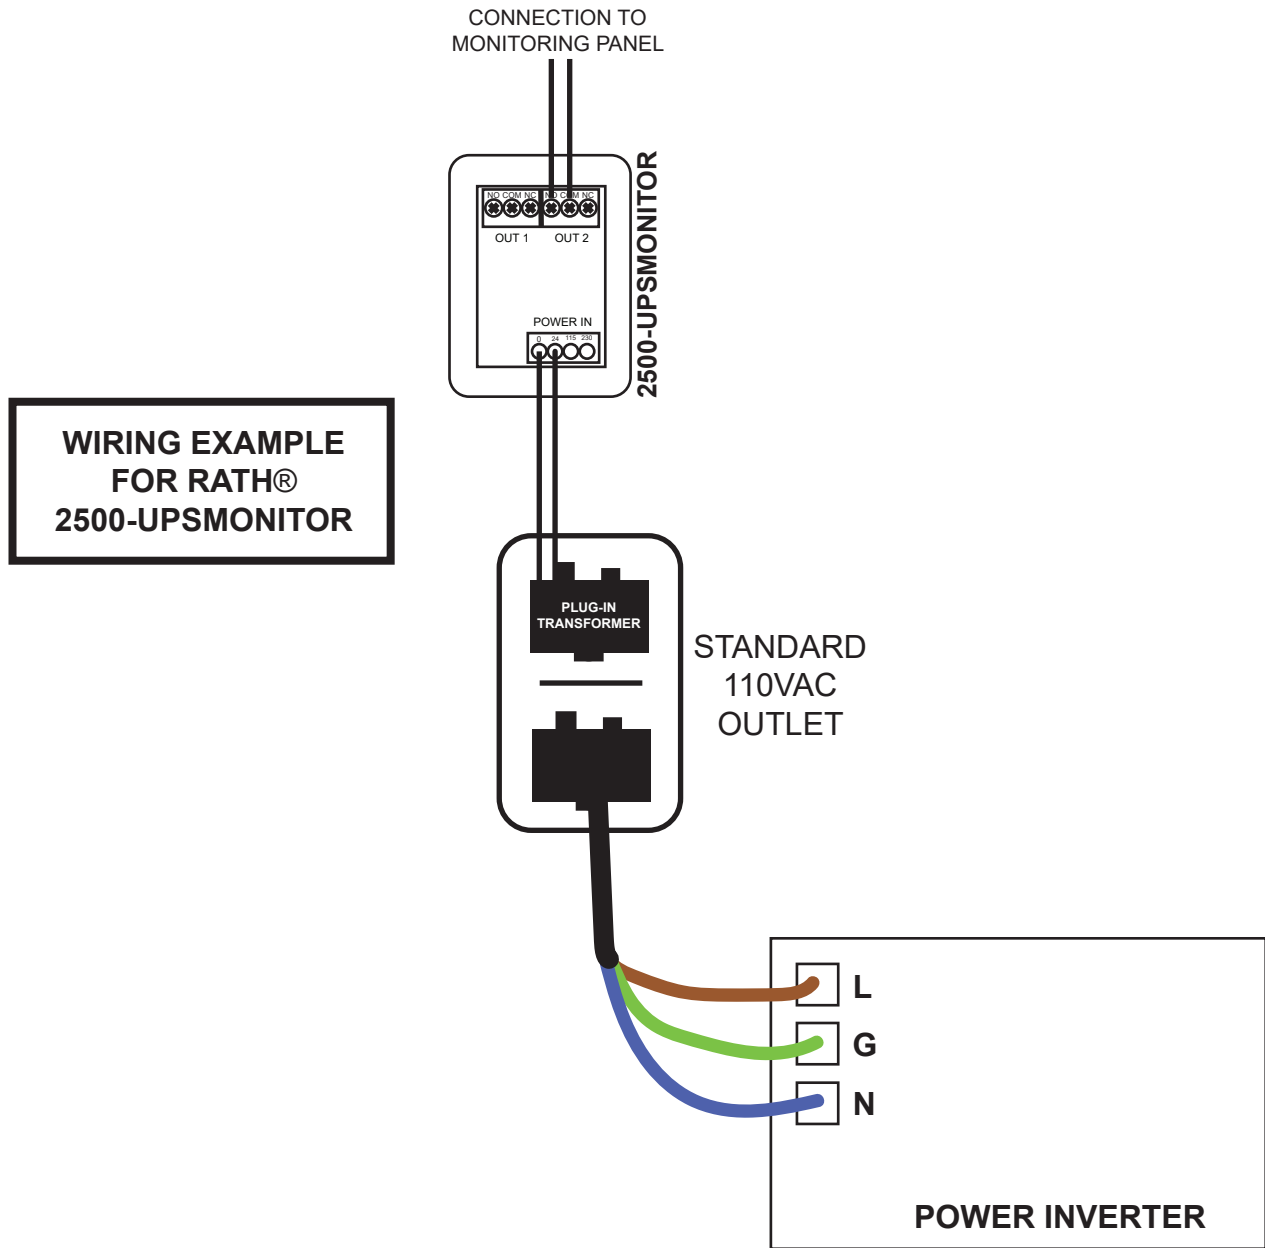 CONNECTION TO
MONITORING PANEL
NO COM NC NO COM NC
OUT 1 OUT 2
POWER IN
0 24 115 230
2500-UPSMONITOR
WIRING EXAMPLE
FOR RATH®
2500-UPSMONITOR
PLUG-IN
TRANSFORMER
STANDARD
110VAC
OUTLET
L
G
N
POWER INVERTER